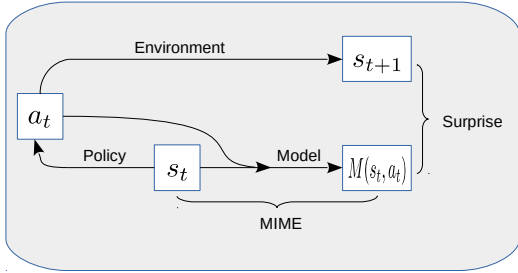 Environment
s_{t+1}
a_t
Surprise
Policy
s_t
Model
M(s_t, a_t)
MIME